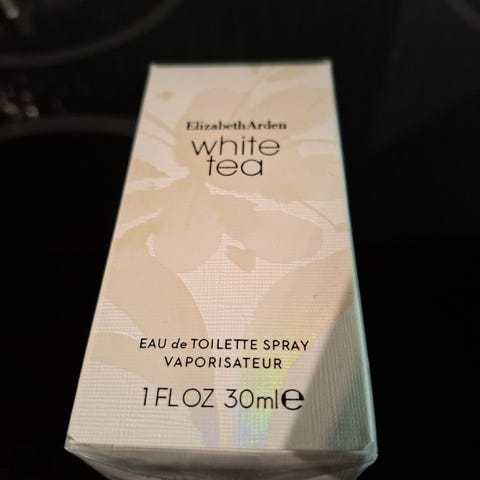 ElizabethArden
white
tea
EAU de TOILETTE SPRAY
VAPORISATEUR
1 FL OZ 30ml e